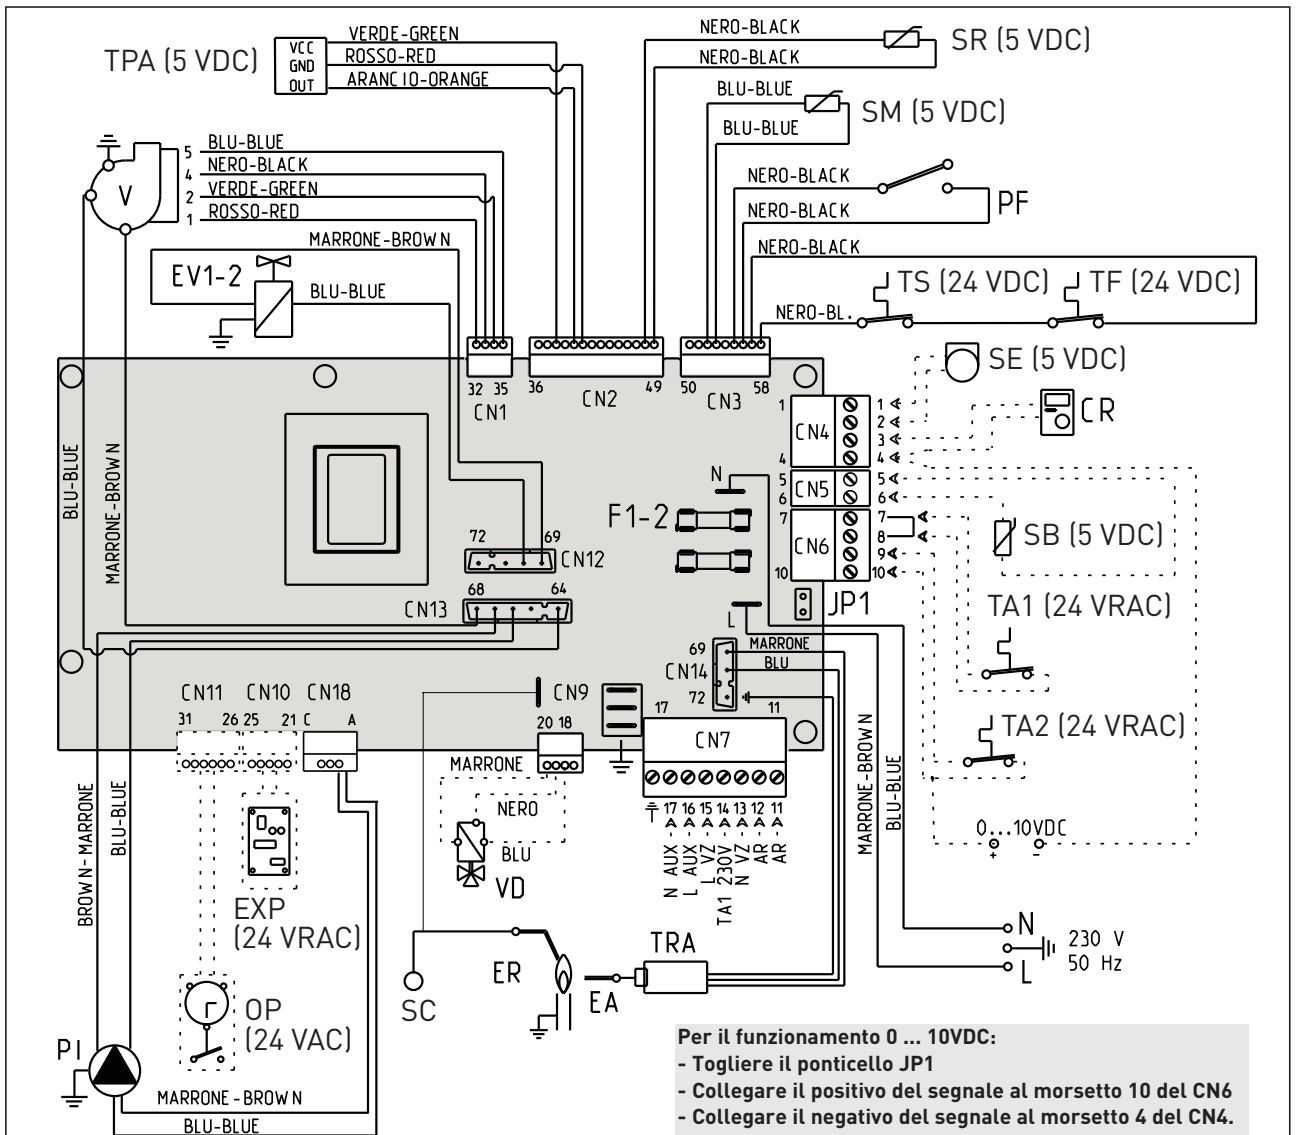 VERDE-GREEN
NERO-BLACK
TPA (5 VDC)
VCC
ROSSO-RED
SR (5 VDC)
GND
NERO-BLACK
OUT
ARANCIO-ORANGE
BLU-BLUE
SM (5 VDC)
BLU-BLUE
5 BLU-BLUE
4 NERO-BLACK
NERO-BLACK
V
2 VERDE-GREEN
PF
1 ROSSO-RED
NERO-BLACK
MARRONE-BROWN
NERO-BLACK
EV1-2
BLU-BLUE
TS (24 VDC)
TF (24 VDC)
NERO-BL.
SE (5 VDC)
32 35
CN1
36 49
CN2
50 58
CN3
CR
1 4
CN4
1
2
3
4
5 6
CN5
5
6
7 10
CN6
7
8
9
10
BLU-BLUE
MARRONE-BROWN
N
F1-2
SB (5 VDC)
72 69
CN12
CN13
68 64
L
JP1
TA1 (24 VRAC)
69
MARRONE
BLU
CN14
72
CN11
31 26
CN10
25 21
CN18
C A
CN9
20 18
17 11
CN7
TA2 (24 VRAC)
MARRONE
NERO
BLU
VD
17 16 15 14 13 12 11
N AUX
L AUX
L VZ
TA1 230V
N VZ
AR
AR
MARRONE-BROWN
BLU-BLUE
0...10VDC
+ -
BROWN-MARRONE
BLU-BLUE
EXP
(24 VRAC)
N
230 V
50 Hz
L
TRA
ER
EA
SC
OP
(24 VAC)
PI
MARRONE-BROWN
BLU-BLUE
Per il funzionamento 0 ... 10VDC:
- Togliere il ponticello JP1
- Collegare il positivo del segnale al morsetto 10 del CN6
- Collegare il negativo del segnale al morsetto 4 del CN4.